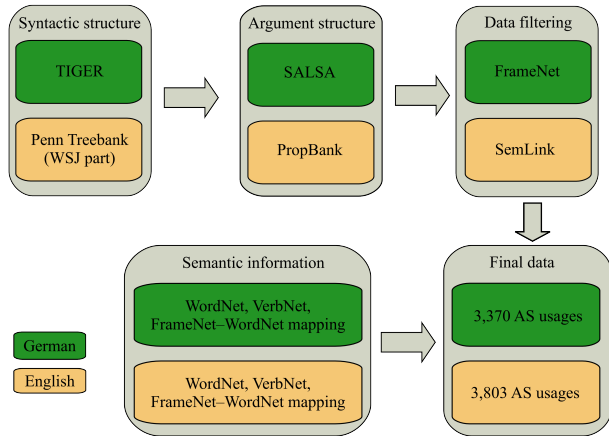 Syntactic structure
TIGER
Penn Treebank
(WSJ part)
Argument structure
SALSA
PropBank
Data filtering
FrameNet
SemLink
Semantic information
WordNet, VerbNet,
FrameNet–WordNet mapping
WordNet, VerbNet,
FrameNet–WordNet mapping
Final data
3,370 AS usages
3,803 AS usages
German
English